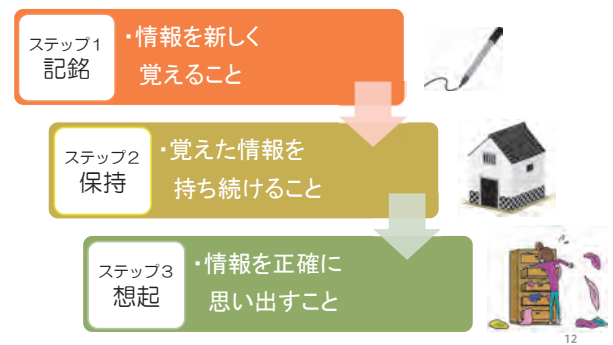 ステップ1
記銘
・情報を新しく
覚えること
ステップ2
保持
・覚えた情報を
持ち続けること
ステップ3
想起
・情報を正確に
思い出すこと
12